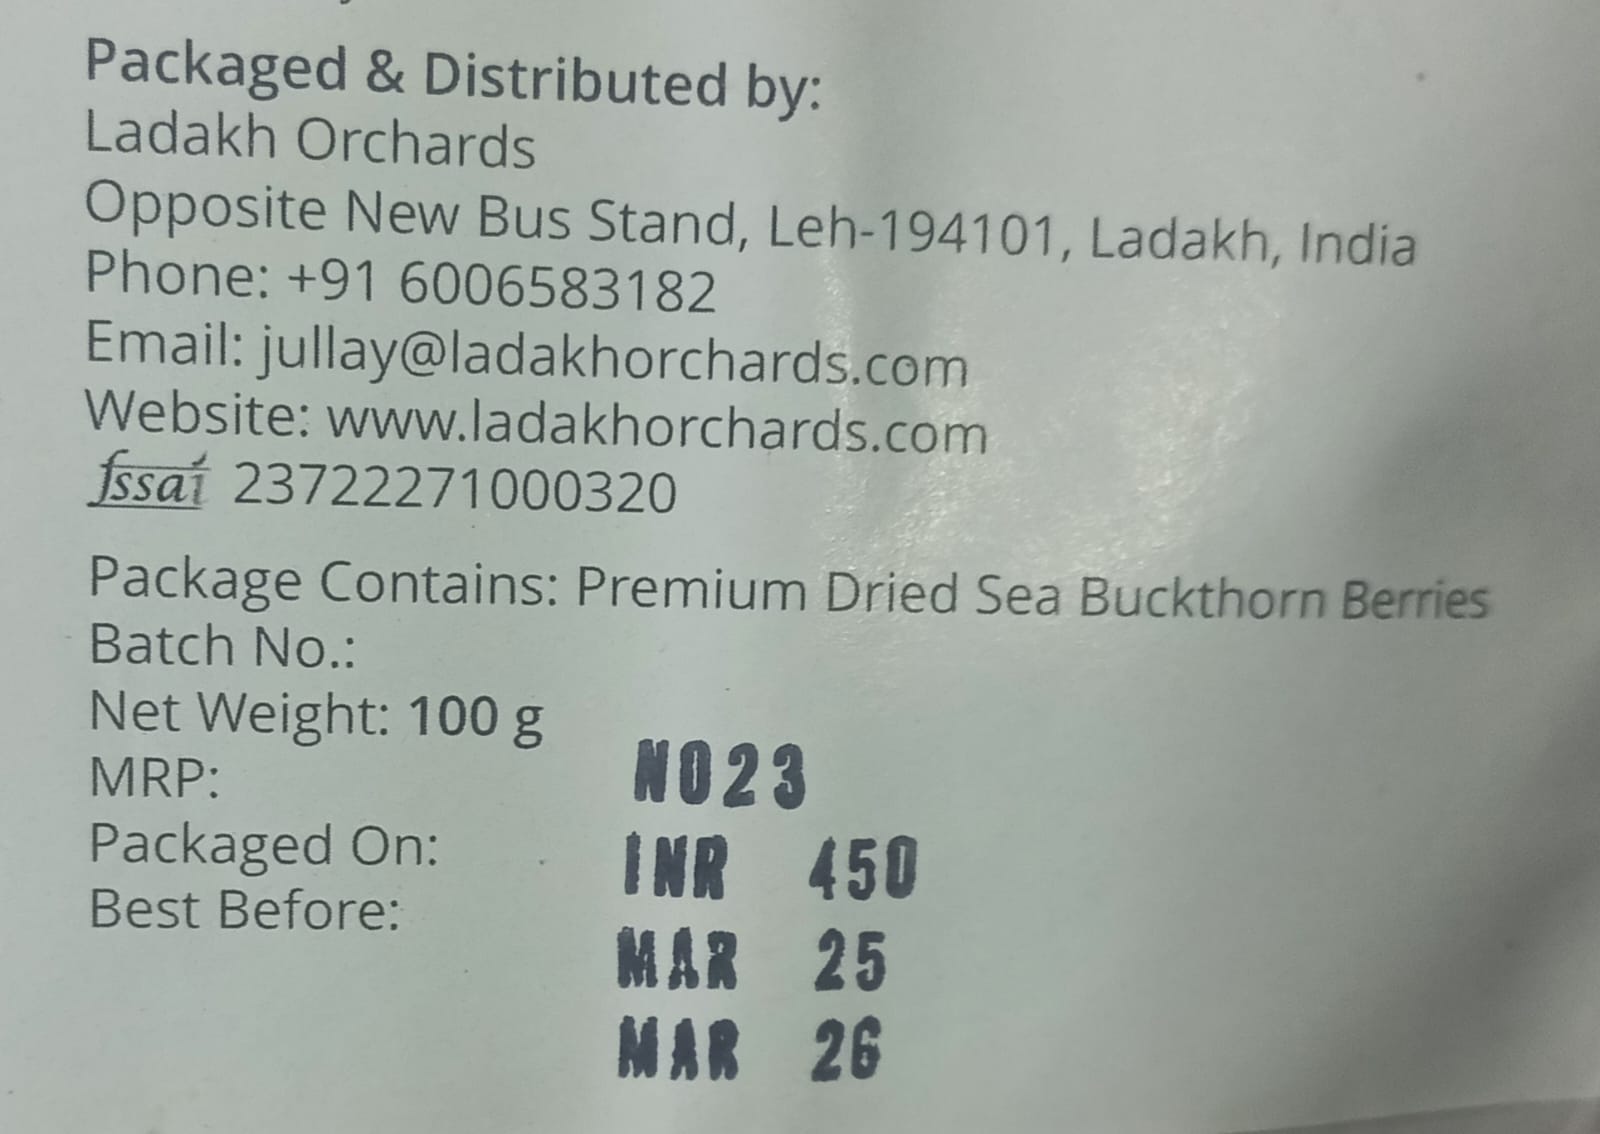 Packaged & Distributed by:
Ladakh Orchards
Opposite New Bus Stand, Leh-194101, Ladakh, India
Phone: +91 6006583182
Email: jullay@ladakhorchards.com
Website: www.ladakhorchards.com
fssai 23722271000320
Package Contains: Premium Dried Sea Buckthorn Berries
Batch No.:
Net Weight: 100 g
MRP:
Packaged On:
Best Before:
N023
INR 450
MAR 25
MAR 26